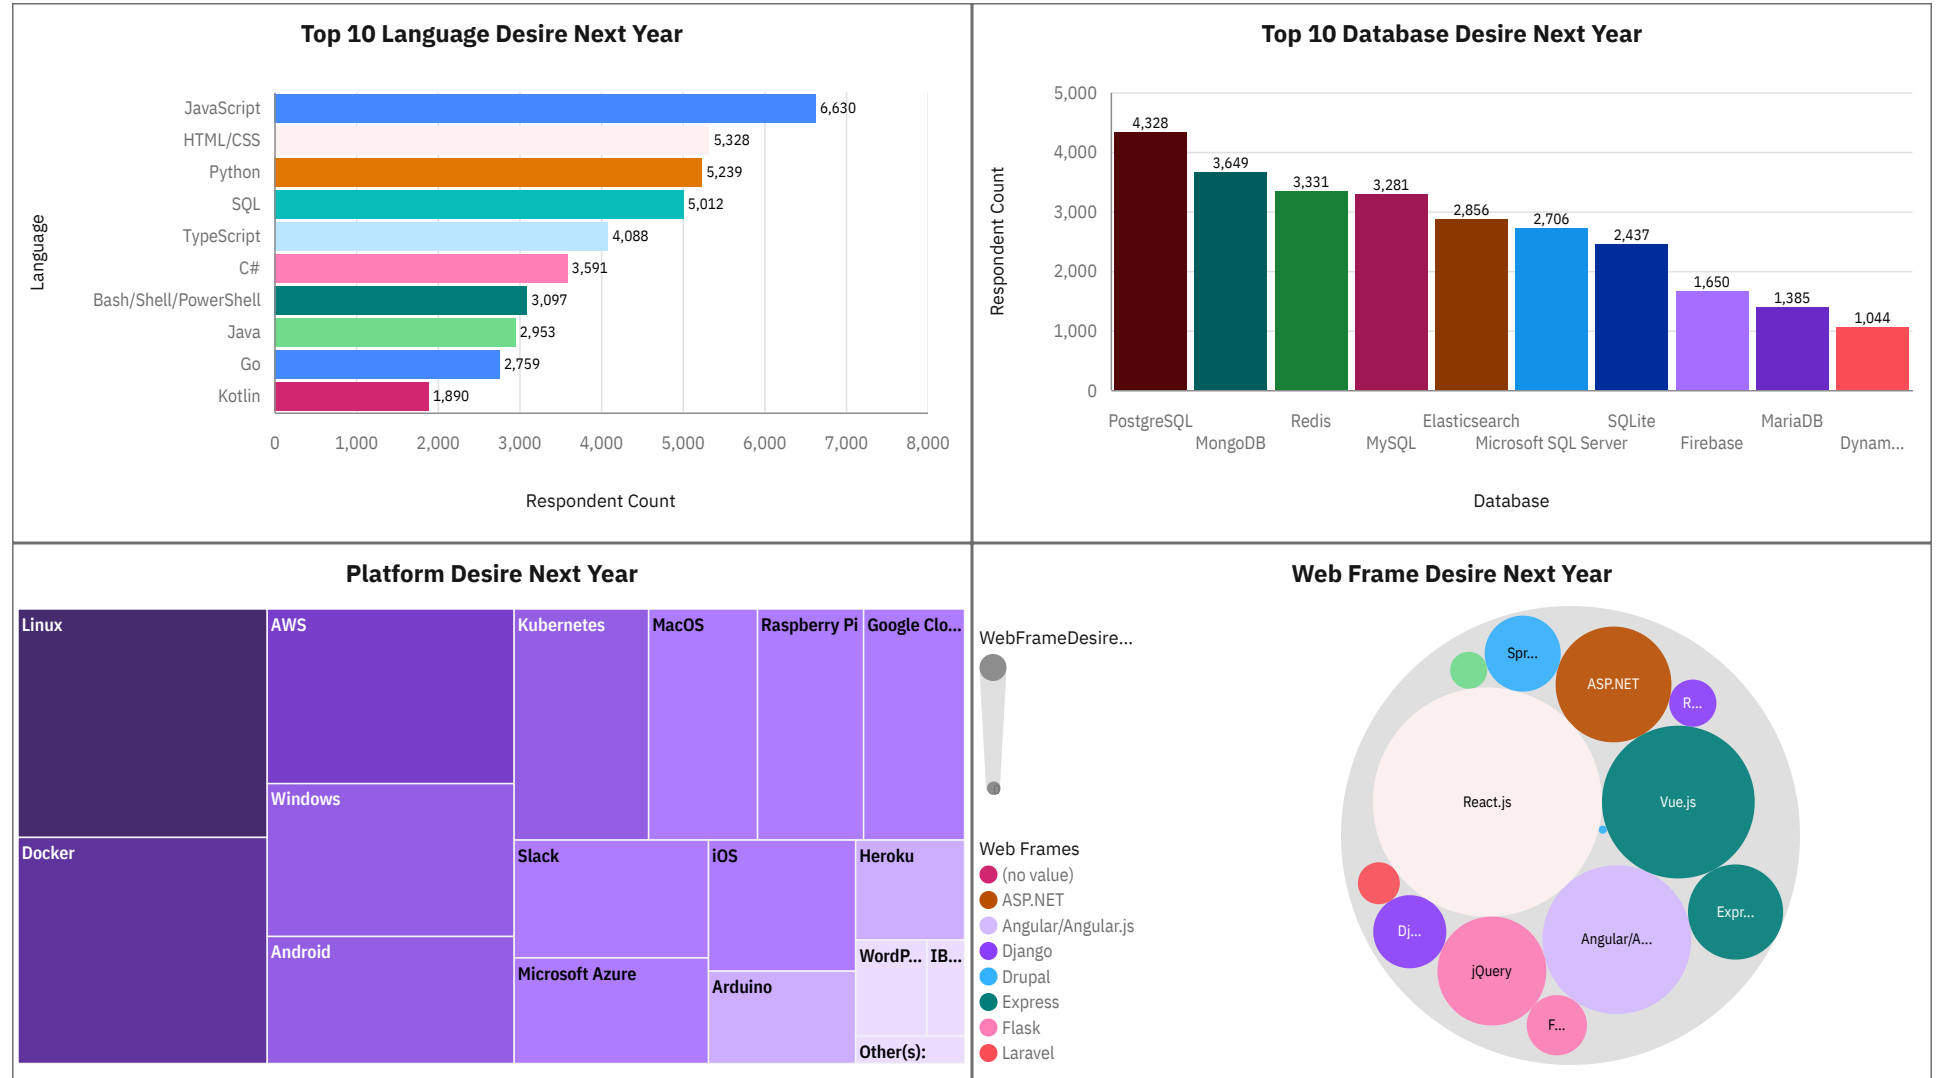 Top 10 Language Desire Next Year
Language
JavaScript 6,630
HTML/CSS 5,328
Python 5,239
SQL 5,012
TypeScript 4,088
C# 3,591
Bash/Shell/PowerShell 3,097
Java 2,953
Go 2,759
Kotlin 1,890
0 1,000 2,000 3,000 4,000 5,000 6,000 7,000 8,000
Respondent Count
Top 10 Database Desire Next Year
Respondent Count
5,000
4,000
3,000
2,000
1,000
0
4,328
3,649
3,331
3,281
2,856
2,706
2,437
1,650
1,385
1,044
PostgreSQL Redis Elasticsearch SQLite MariaDB
MongoDB MySQL Microsoft SQL Server Firebase Dynam...
Database
Platform Desire Next Year
Linux
AWS
Kubernetes
MacOS
Raspberry Pi
Google Clo...
Windows
Docker
Slack
iOS
Heroku
Android
WordP...
IB...
Microsoft Azure
Arduino
Other(s):
Web Frame Desire Next Year
WebFrameDesire...
Web Frames
(no value)
ASP.NET
Angular/Angular.js
Django
Drupal
Express
Flask
Laravel
Spr...
ASP.NET
R...
React.js
Vue.js
Expr...
Dj...
Angular/A...
jQuery
F...